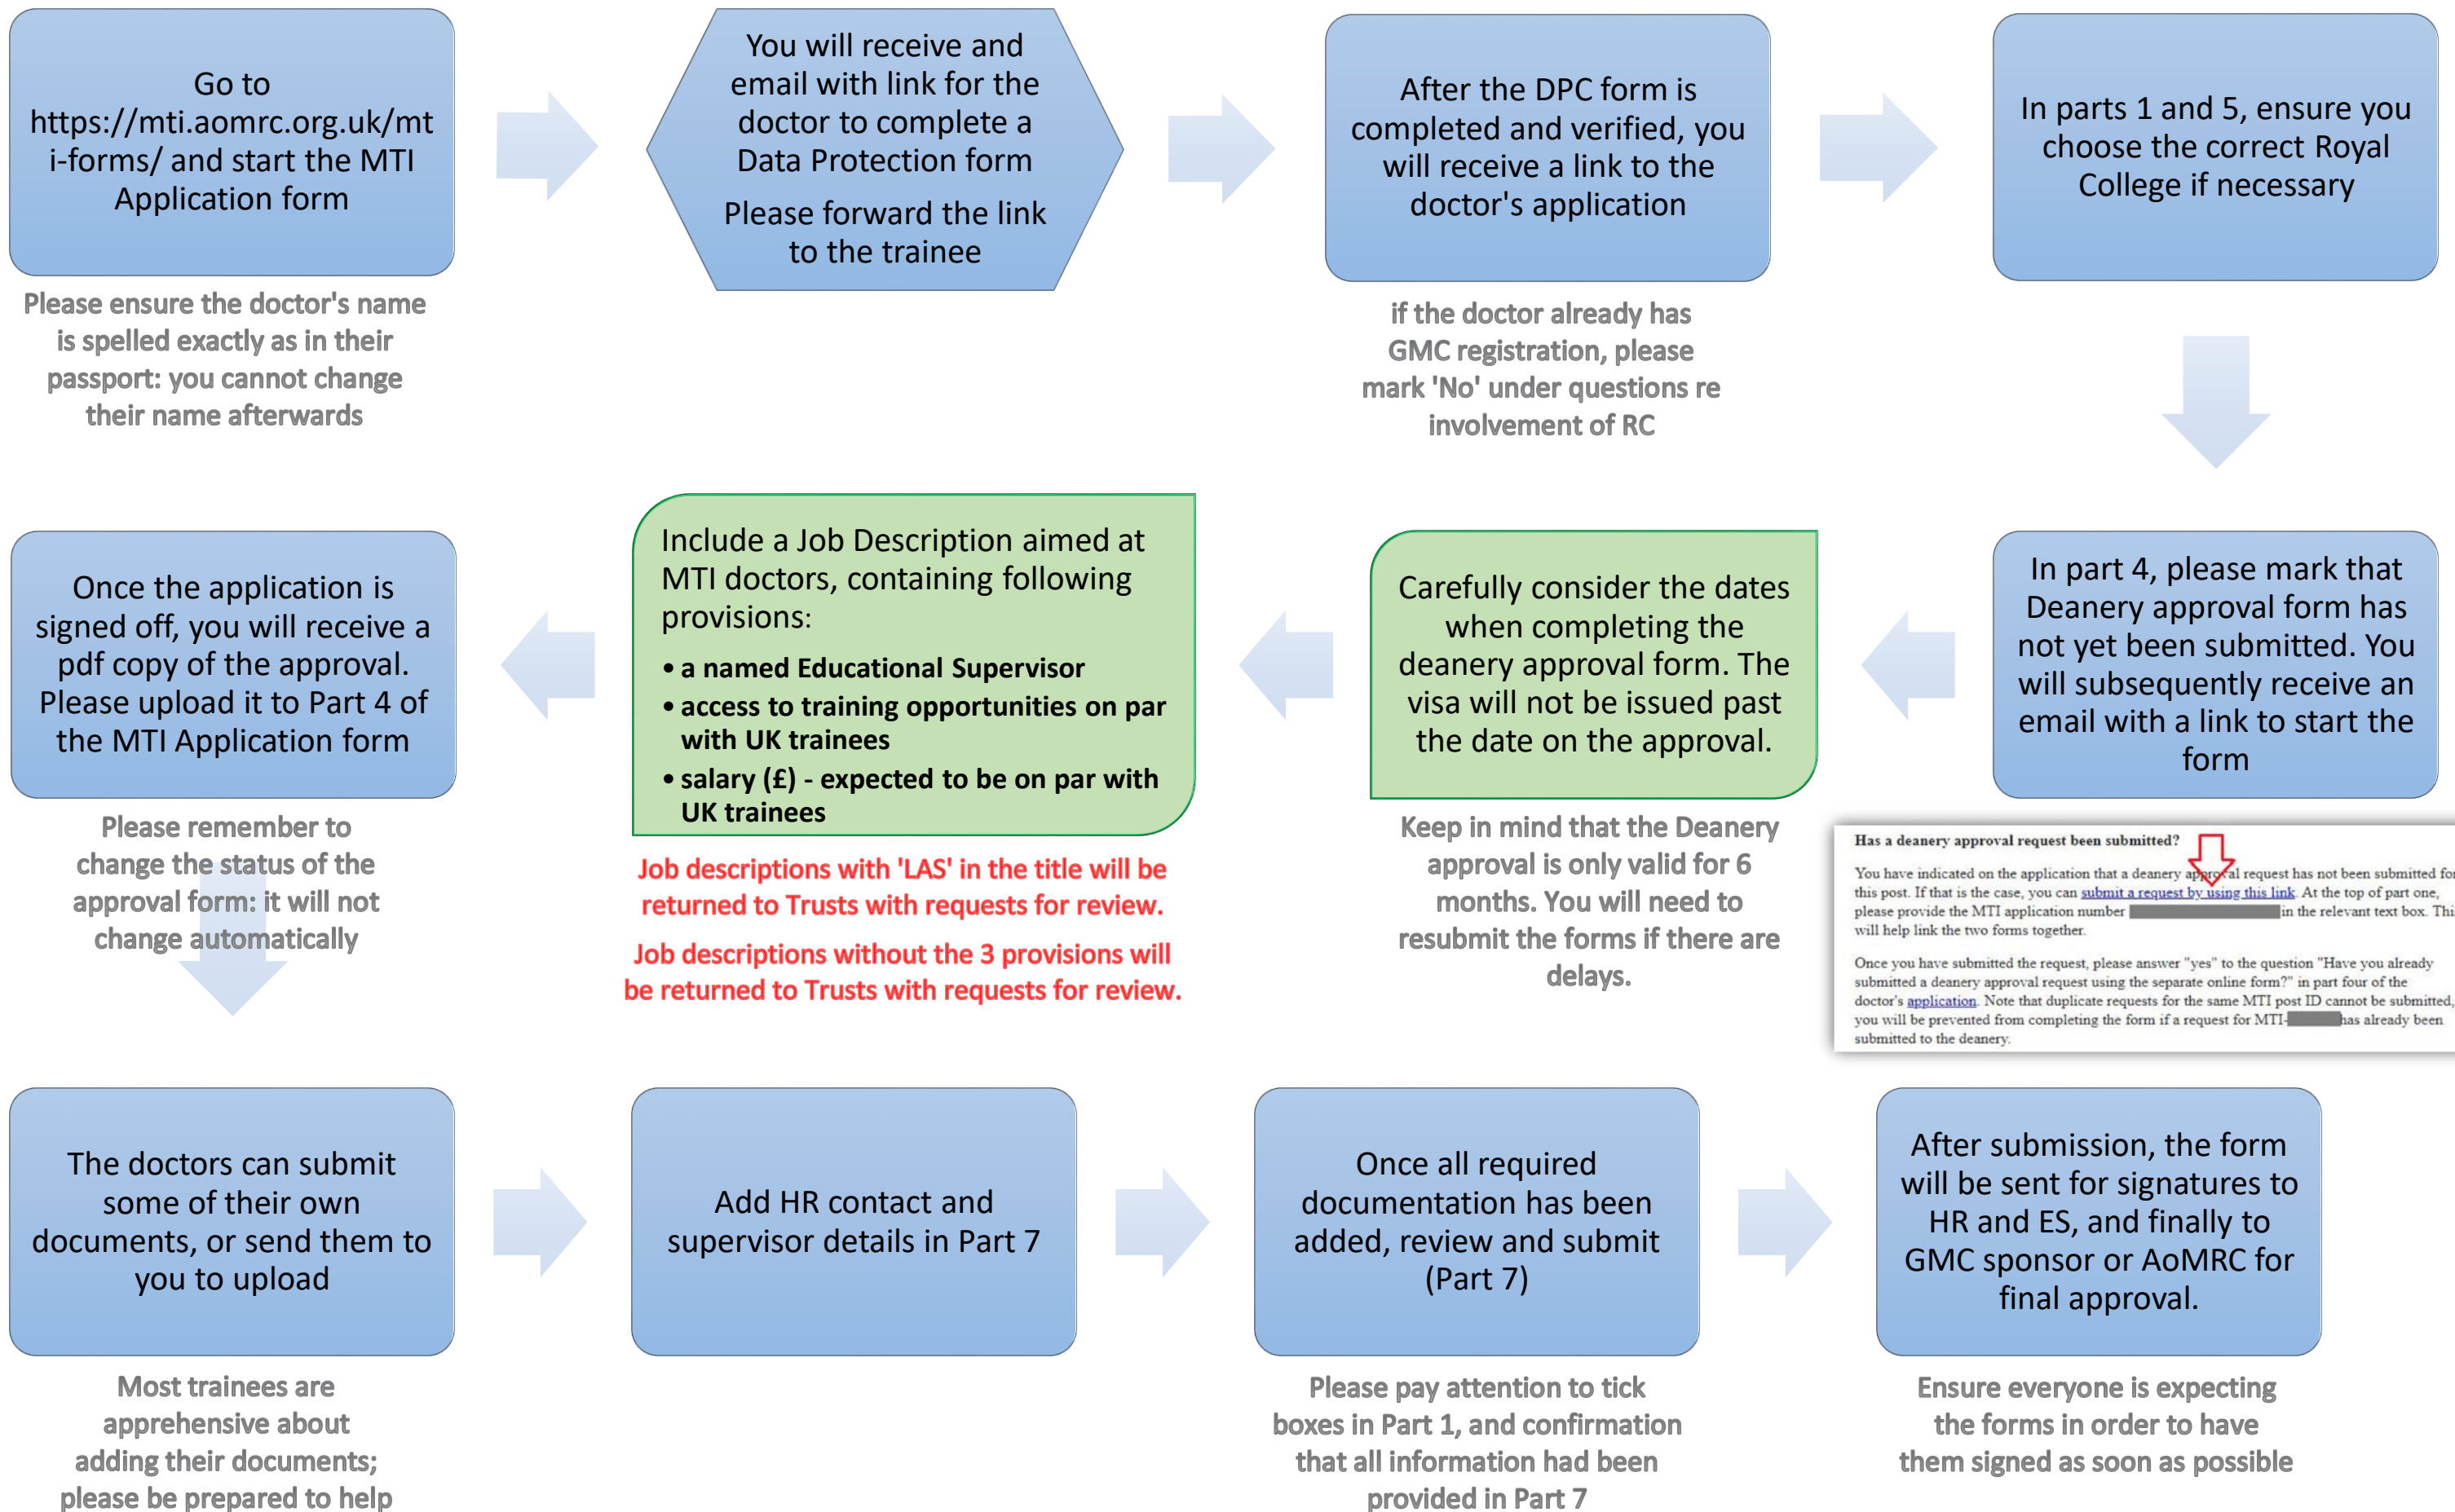 Go to
https://mti.aomrc.org.uk/mt
i-forms/ and start the MTI
Application form
Please ensure the doctor's name
is spelled exactly as in their
passport: you cannot change
their name afterwards
You will receive and
email with link for the
doctor to complete a
Data Protection form
Please forward the link
to the trainee
After the DPC form is
completed and verified, you
will receive a link to the
doctor's application
if the doctor already has
GMC registration, please
mark 'No' under questions re
involvement of RC
In parts 1 and 5, ensure you
choose the correct Royal
College if necessary
In part 4, please mark that
Deanery approval form has
not yet been submitted. You
will subsequently receive an
email with a link to start the
form
Has a deanery approval request been submitted?
You have indicated on the application that a deanery approval request has not been submitted for
this post. If that is the case, you can submit a request by using this link. At the top of part one,
please provide the MTI application number in the relevant text box. This
will help link the two forms together.
Once you have submitted the request, please answer "yes" to the question "Have you already
submitted a deanery approval request using the separate online form?" in part four of the
doctor's application. Note that duplicate requests for the same MTI post ID cannot be submitted,
you will be prevented from completing the form if a request for MTI- has already been
submitted to the deanery.
Carefully consider the dates
when completing the
deanery approval form. The
visa will not be issued past
the date on the approval.
Keep in mind that the Deanery
approval is only valid for 6
months. You will need to
resubmit the forms if there are
delays.
Include a Job Description aimed at
MTI doctors, containing following
provisions:
• a named Educational Supervisor
• access to training opportunities on par
with UK trainees
• salary (£) - expected to be on par with
UK trainees
Job descriptions with 'LAS' in the title will be
returned to Trusts with requests for review.
Job descriptions without the 3 provisions will
be returned to Trusts with requests for review.
Once the application is
signed off, you will receive a
pdf copy of the approval.
Please upload it to Part 4 of
the MTI Application form
Please remember to
change the status of the
approval form: it will not
change automatically
The doctors can submit
some of their own
documents, or send them to
you to upload
Most trainees are
apprehensive about
adding their documents;
please be prepared to help
Add HR contact and
supervisor details in Part 7
Once all required
documentation has been
added, review and submit
(Part 7)
Please pay attention to tick
boxes in Part 1, and confirmation
that all information had been
provided in Part 7
After submission, the form
will be sent for signatures to
HR and ES, and finally to
GMC sponsor or AoMRC for
final approval.
Ensure everyone is expecting
the forms in order to have
them signed as soon as possible